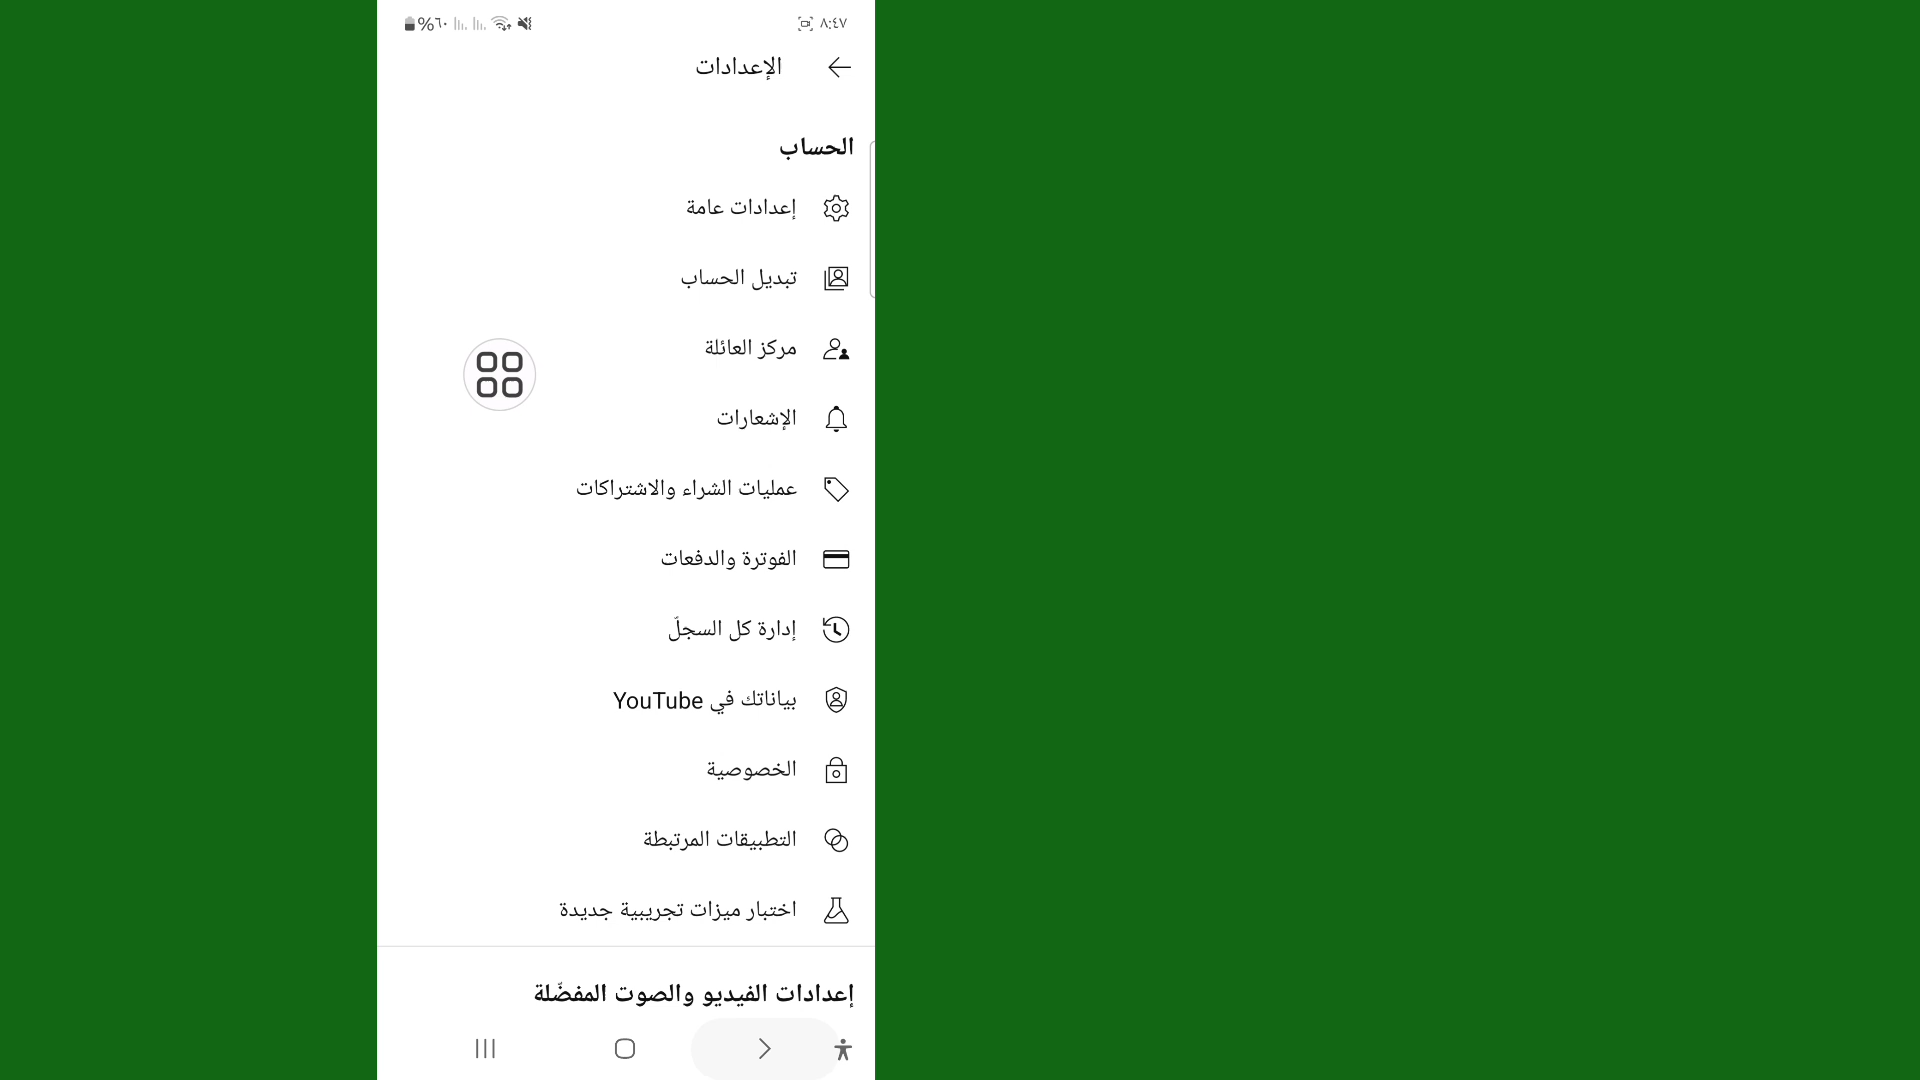 ٨:٤٧ %٦٠
الإعدادات
الحساب
إعدادات عامة
تبديل الحساب
مركز العائلة
الإشعارات
عمليات الشراء والاشتراكات
الفوترة والدفعات
إدارة كل السجلّ
بياناتك في YouTube
الخصوصية
التطبيقات المرتبطة
اختبار ميزات تجريبية جديدة
إعدادات الفيديو والصوت المفضّلة